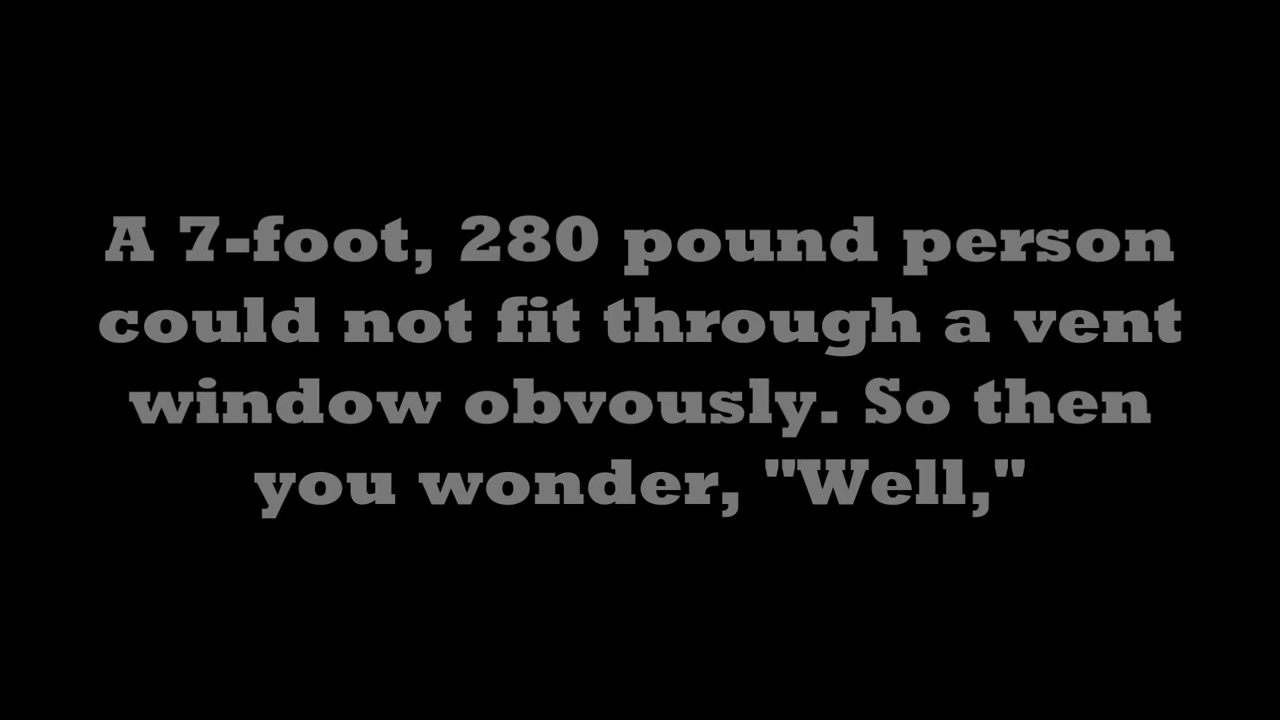 A 7-foot, 280 pound person
could not fit through a vent
window obvously. So then
you wonder, "Well,"